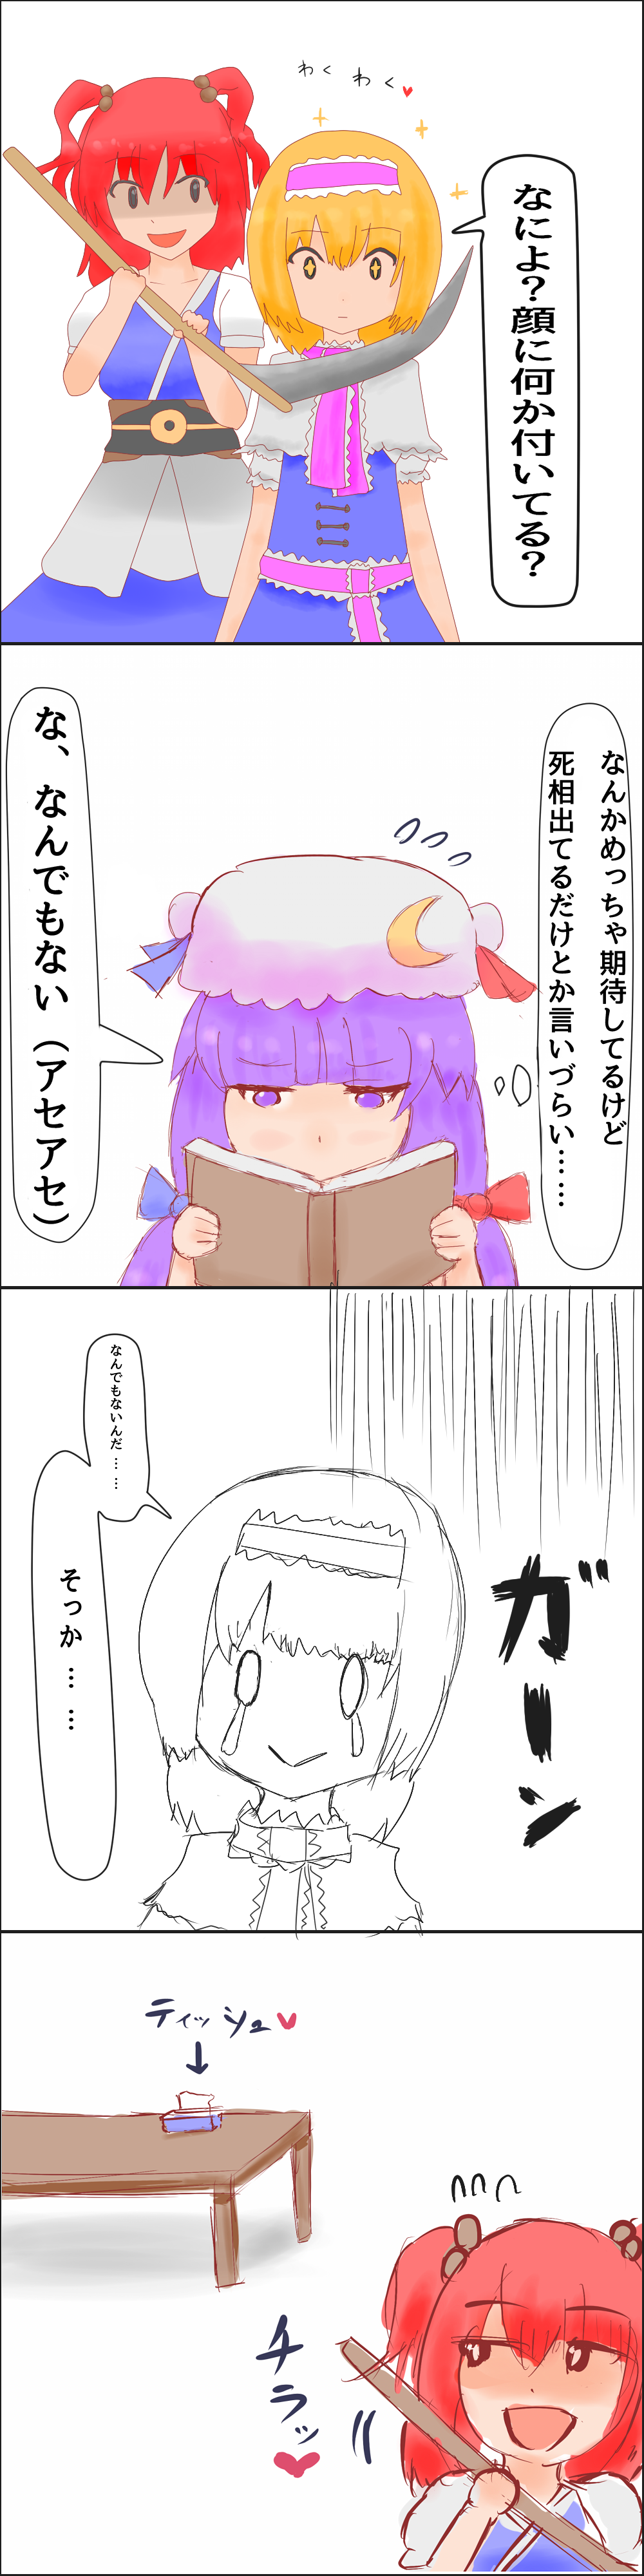 わくわく♥
なによ?顔に何か付いてる?
なんかめっちゃ期待してるけど
死相出てるだけとか言いづらい……
な、なんでもない(アセアセ)
なんでもないんだ……
そっか……
ガーン
ティッシュ♥
↓
チラッ♥